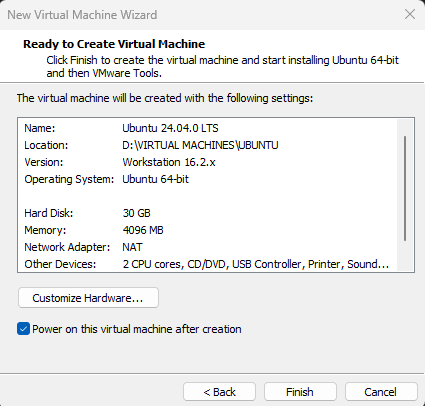 New Virtual Machine Wizard
Ready to Create Virtual Machine
Click Finish to create the virtual machine and start installing Ubuntu 64-bit
and then VMware Tools.
The virtual machine will be created with the following settings:
Name: Ubuntu 24.04.0 LTS
Location: D:\VIRTUAL MACHINES\UBUNTU
Version: Workstation 16.2.x
Operating System: Ubuntu 64-bit
Hard Disk: 30 GB
Memory: 4096 MB
Network Adapter: NAT
Other Devices: 2 CPU cores, CD/DVD, USB Controller, Printer, Sound...
Customize Hardware...
Power on this virtual machine after creation
< Back Finish Cancel